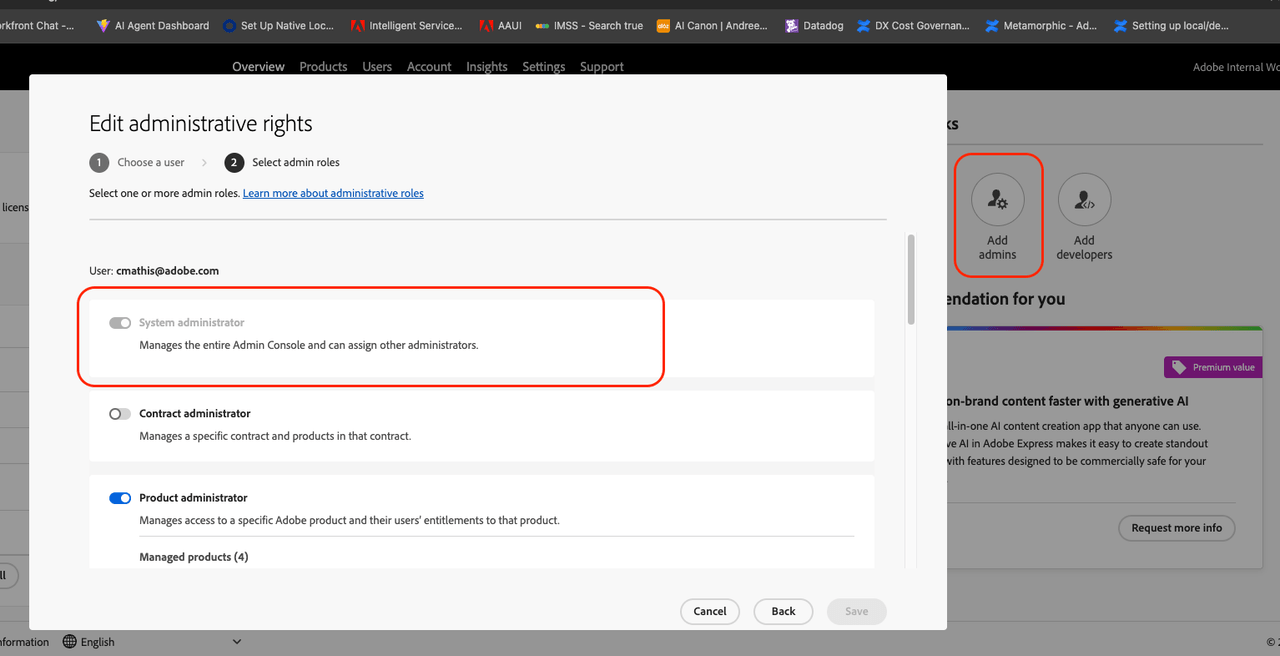 orkfront Chat -...
AI Agent Dashboard
Set Up Native Loc...
Intelligent Service...
AAUI
IMSS - Search true
AI Canon | Andree...
Datadog
DX Cost Governan...
Metamorphic - Ad...
Setting up local/de...
Overview
Products
Users
Account
Insights
Settings
Support
Adobe Internal Wo
Edit administrative rights
1
Choose a user
2
Select admin roles
Select one or more admin roles. Learn more about administrative roles
User: cmathis@adobe.com
System administrator
Manages the entire Admin Console and can assign other administrators.
Contract administrator
Manages a specific contract and products in that contract.
Product administrator
Manages access to a specific Adobe product and their users' entitlements to that product.
Managed products (4)
Cancel
Back
Save
licens
ll
ks
Add
admins
Add
developers
endation for you
Premium value
on-brand content faster with generative AI
ll-in-one AI content creation app that anyone can use.
ve AI in Adobe Express makes it easy to create standout
with features designed to be commercially safe for your
Request more info
nformation
English
©